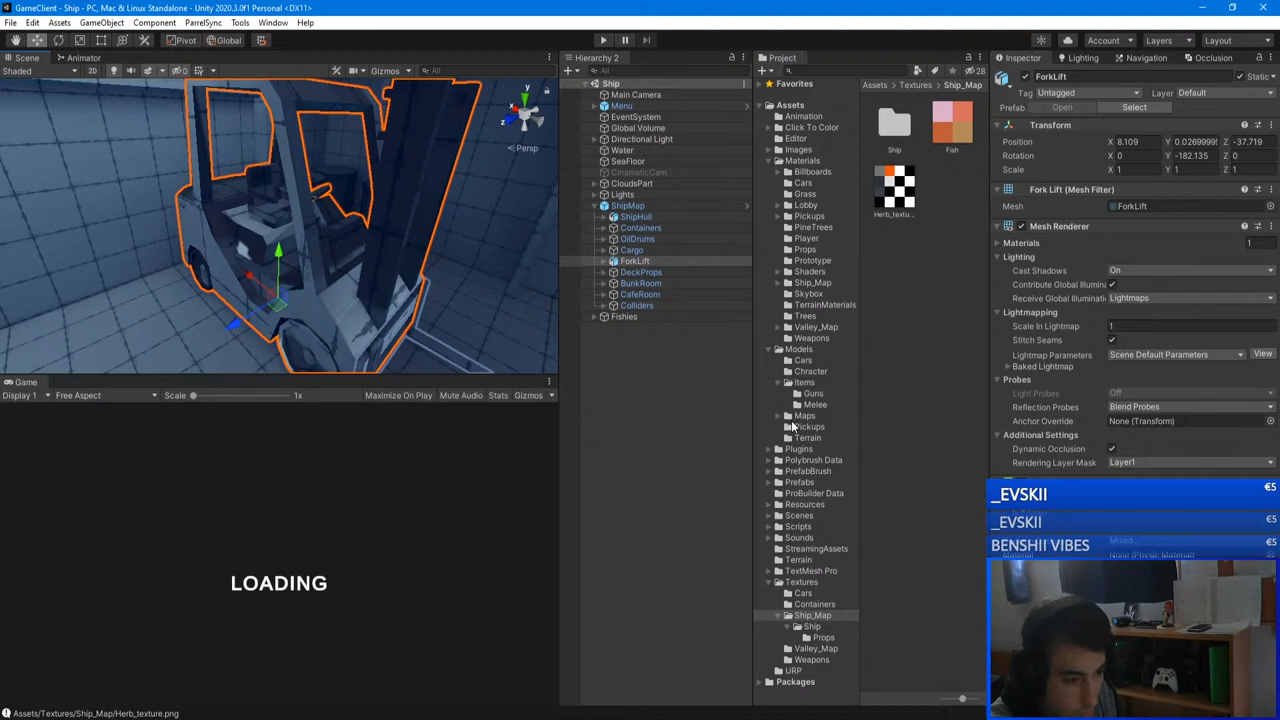 GameClient - Ship - PC, Mac & Linux Standalone - Unity 2020.3.0f1 Personal <DX11>
File Edit Assets GameObject Component ParrelSync Tools Window Help
Pivot Global Account Layers Layout
Scene Animator
Shaded 2D 0 Gizmos All
y
x
z
Persp
Game
Display 1 Free Aspect Scale 1x Maximize On Play Mute Audio Stats Gizmos
LOADING
Assets/Textures/Ship_Map/Herb_texture.png
Hierarchy 2
All
Ship
Main Camera
Menu
EventSystem
Global Volume
Directional Light
Water
SeaFloor
CinamaticCam
CloudsPart
Lights
ShipMap
ShipHull
Containers
OilDrums
Cargo
ForkLift
DeckProps
BunkRoom
CafeRoom
Colliders
Fishies
Project
28
Favorites
Assets
Animation
Click To Color
Editor
Images
Materials
Billboards
Cars
Grass
Lobby
Pickups
PineTrees
Player
Props
Prototype
Shaders
Ship_Map
Skybox
TerrainMaterials
Trees
Valley_Map
Weapons
Models
Cars
Chracter
Items
Guns
Melee
Maps
Pickups
Terrain
Plugins
Polybrush Data
PrefabBrush
Prefabs
ProBuilder Data
Resources
Scenes
Scripts
Sounds
StreamingAssets
Terrain
TextMesh Pro
Textures
Cars
Containers
Ship_Map
Ship
Props
Valley_Map
Weapons
URP
Packages
Assets > Textures > Ship_Map
Ship Fish
Herb_textu...
Inspector Lighting Navigation Occlusion
ForkLift Static
Tag Untagged Layer Default
Prefab Open Select
Transform
Position X 8.109 Y 0.0269999 Z -37.719
Rotation X 0 Y -182.135 Z 0
Scale X 1 Y 1 Z 1
Fork Lift (Mesh Filter)
Mesh ForkLift
Mesh Renderer
Materials 1
Lighting
Cast Shadows On
Contribute Global Illumina
Receive Global Illuminatio Lightmaps
Lightmapping
Scale In Lightmap 1
Stitch Seams
Lightmap Parameters Scene Default Parameters View
Baked Lightmap
Probes
Light Probes Off
Reflection Probes Blend Probes
Anchor Override None (Transform)
Additional Settings
Dynamic Occlusion
Rendering Layer Mask Layer1
_EVSKII €5
_EVSKII €5
BENSHII VIBES €5